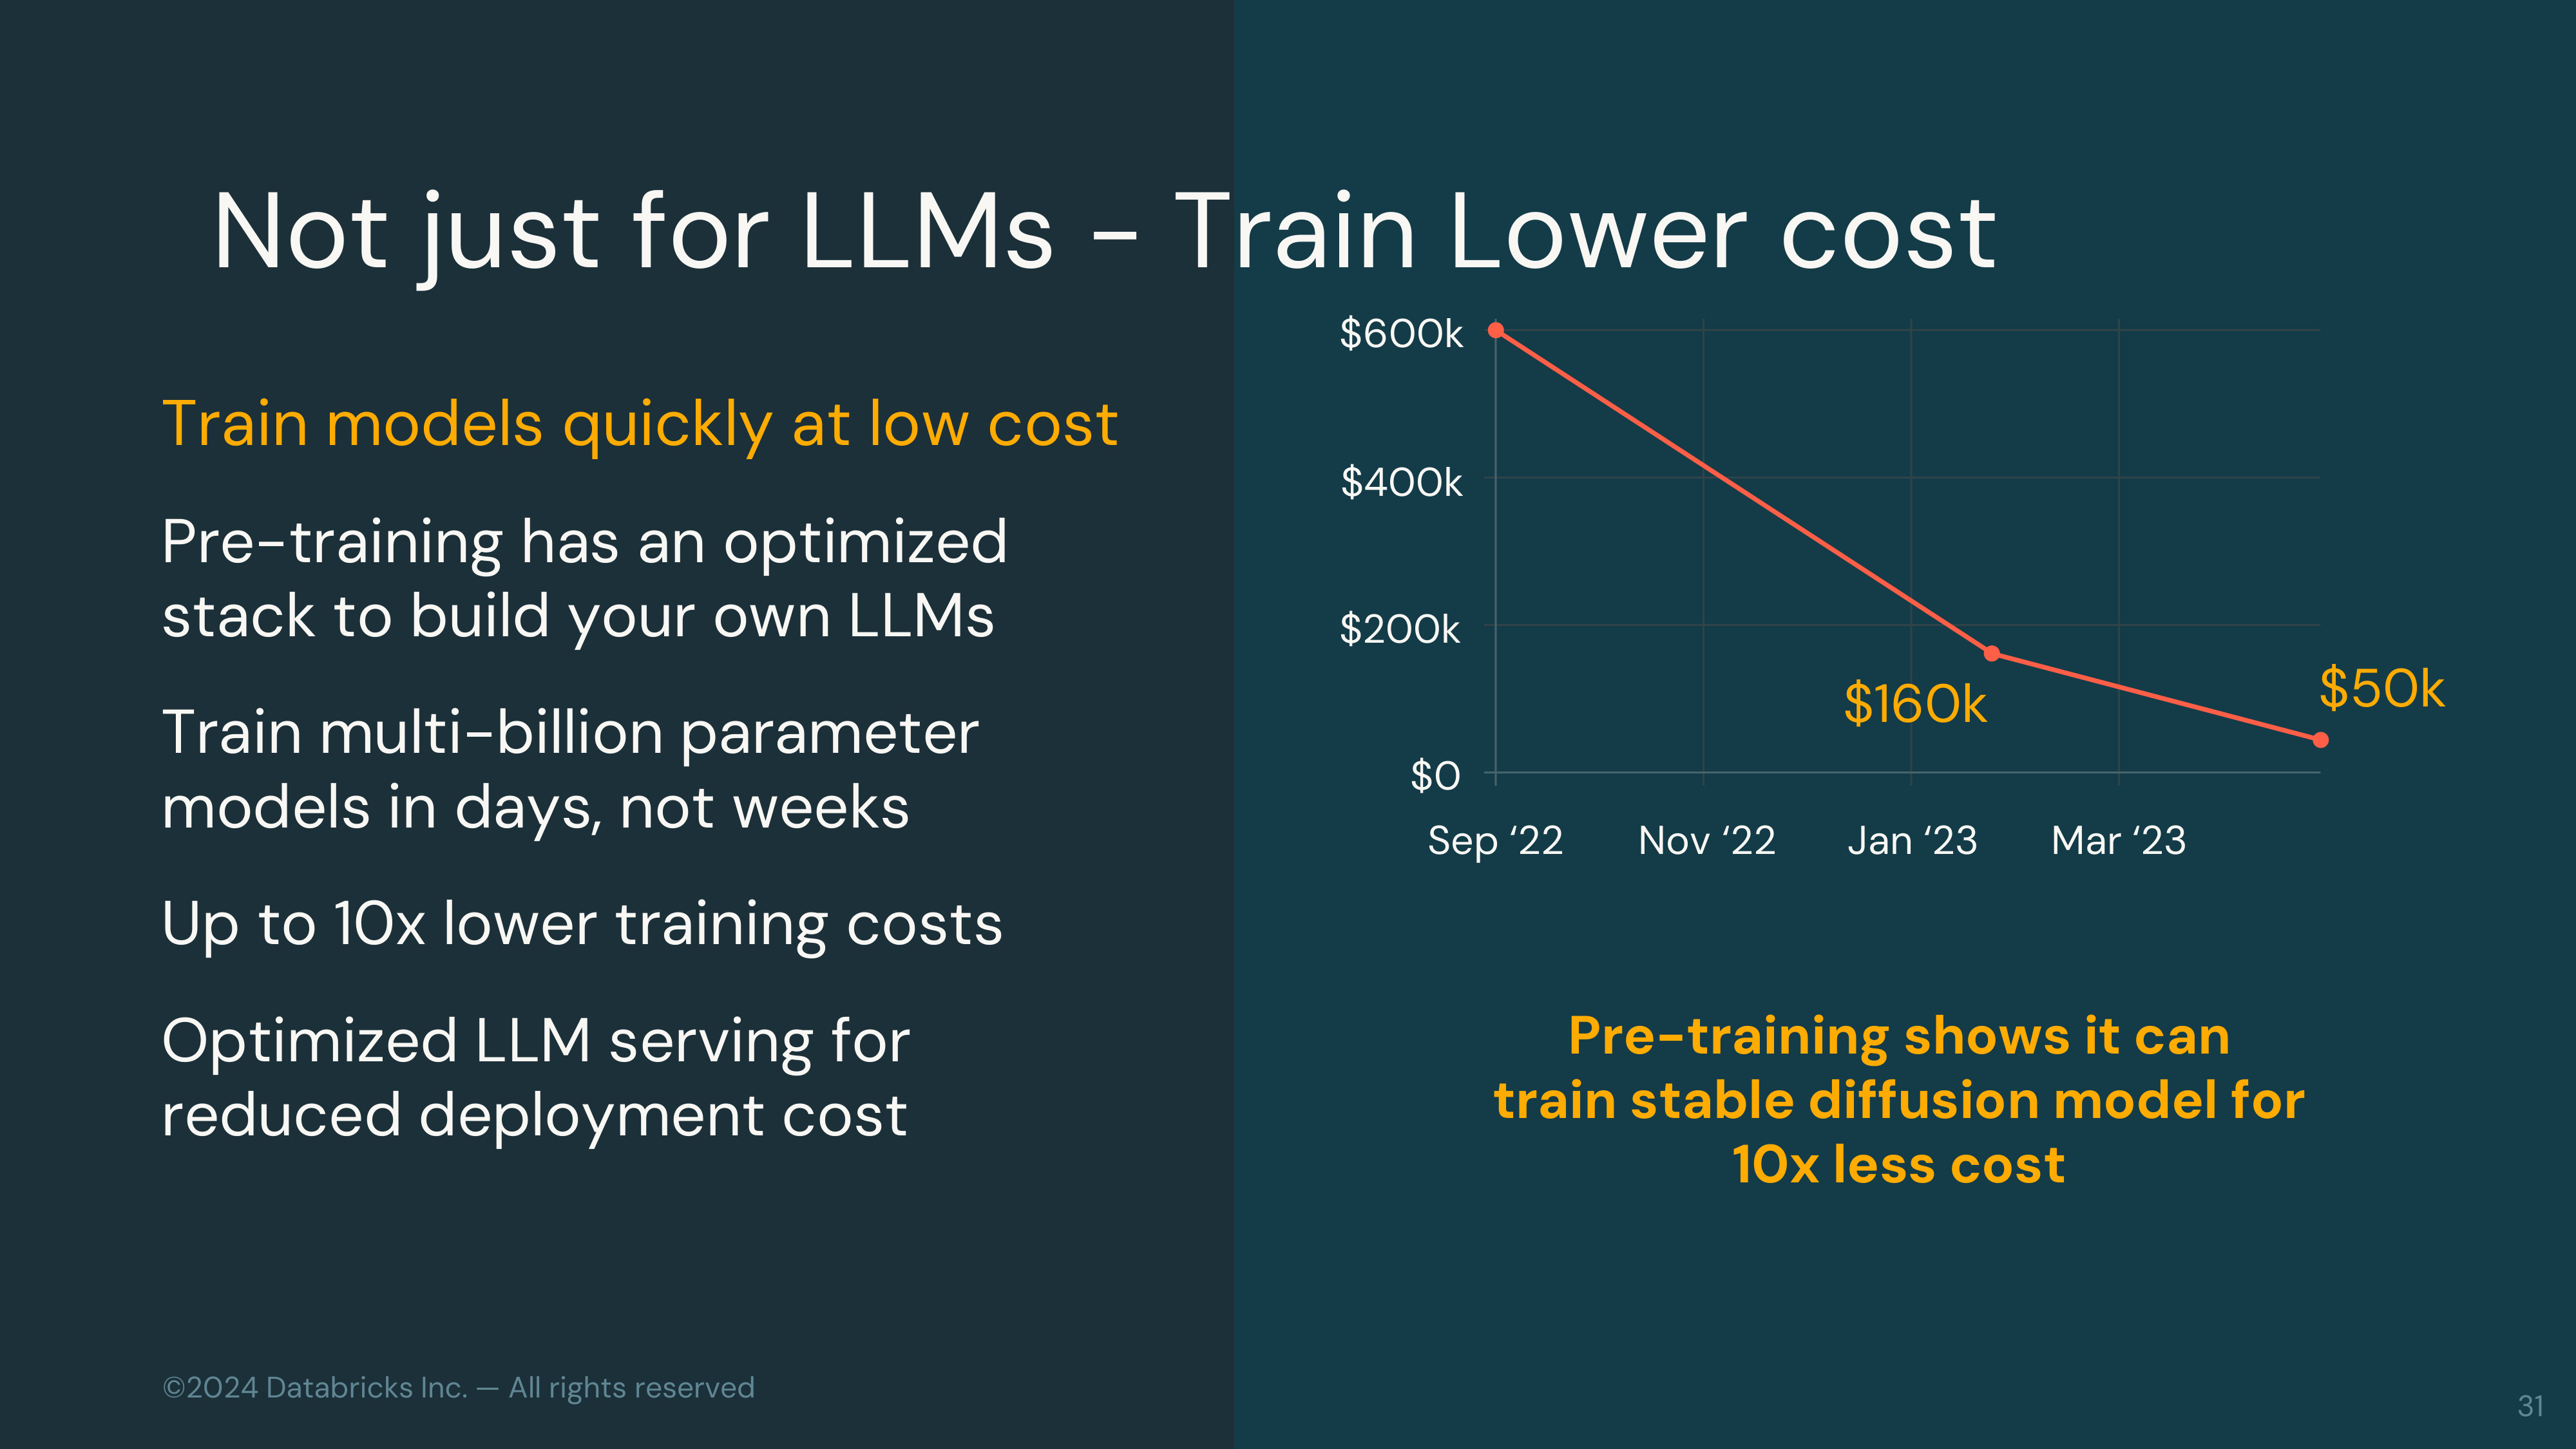 Not just for LLMs - Train Lower cost
Train models quickly at low cost
Pre-training has an optimized
stack to build your own LLMs
Train multi-billion parameter
models in days, not weeks
Up to 10x lower training costs
Optimized LLM serving for
reduced deployment cost
$600k
$400k
$200k
$0
$160k
$50k
Sep ‘22 Nov ‘22 Jan ‘23 Mar ‘23
Pre-training shows it can
train stable diffusion model for
10x less cost
©2024 Databricks Inc. — All rights reserved
31